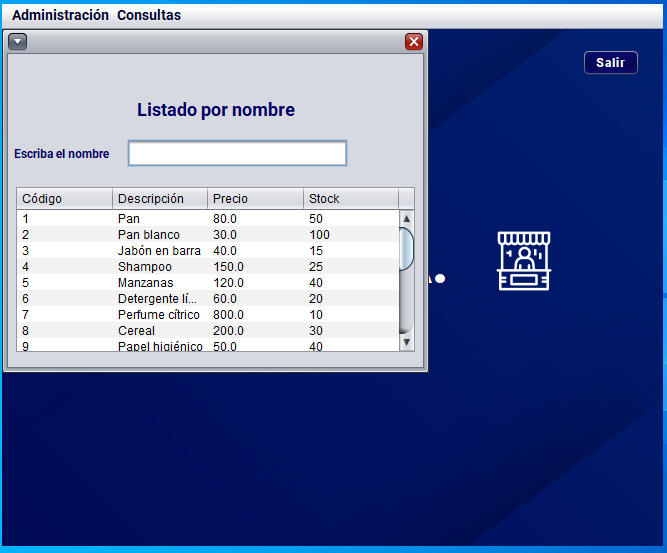 Administración Consultas
Salir
Listado por nombre
Escriba el nombre
Código Descripción Precio Stock
1 Pan 80.0 50
2 Pan blanco 30.0 100
3 Jabón en barra 40.0 15
4 Shampoo 150.0 25
5 Manzanas 120.0 40
6 Detergente lí... 60.0 20
7 Perfume cítrico 800.0 10
8 Cereal 200.0 30
9 Papel higiénico 50.0 40